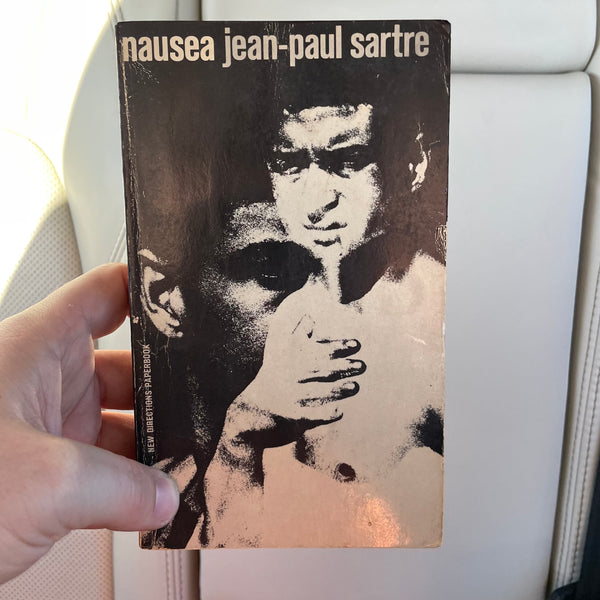 nausea jean-paul sartre
NEW DIRECTIONS PAPERBOOK